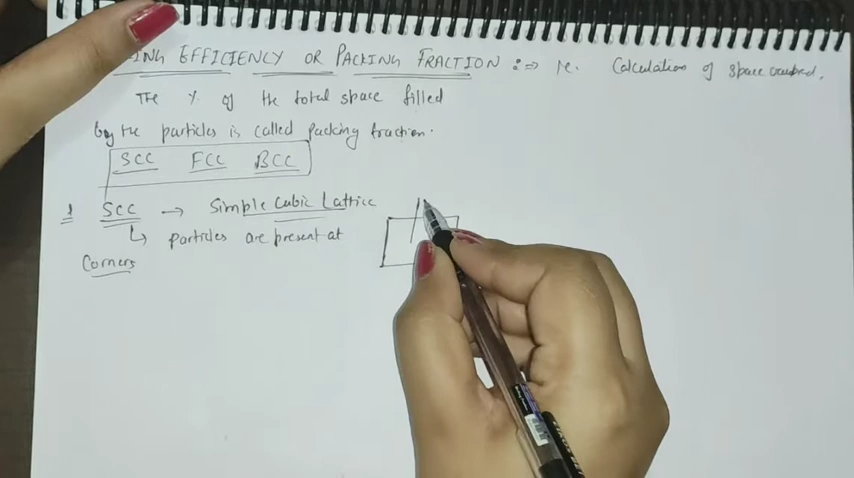 ING EFFICIENCY OR PACKING FRACTION :⇒ Calculation of space
The % of the total space filled
by the particles is called packing fraction.
SCC FCC BCC
1 SCC → Simple Cubic Lattice
↳ particles are present at
Corners